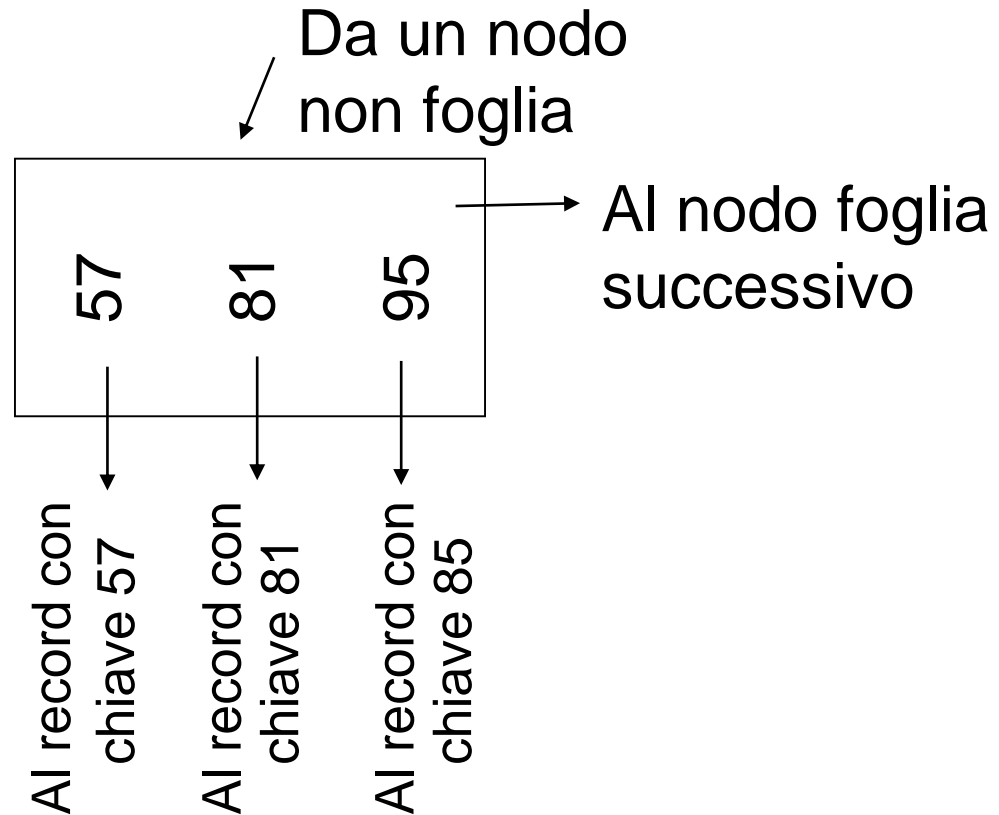 Da un nodo
non foglia
Al nodo foglia
successivo
57
81
95
Al record con
chiave 57
Al record con
chiave 81
Al record con
chiave 85